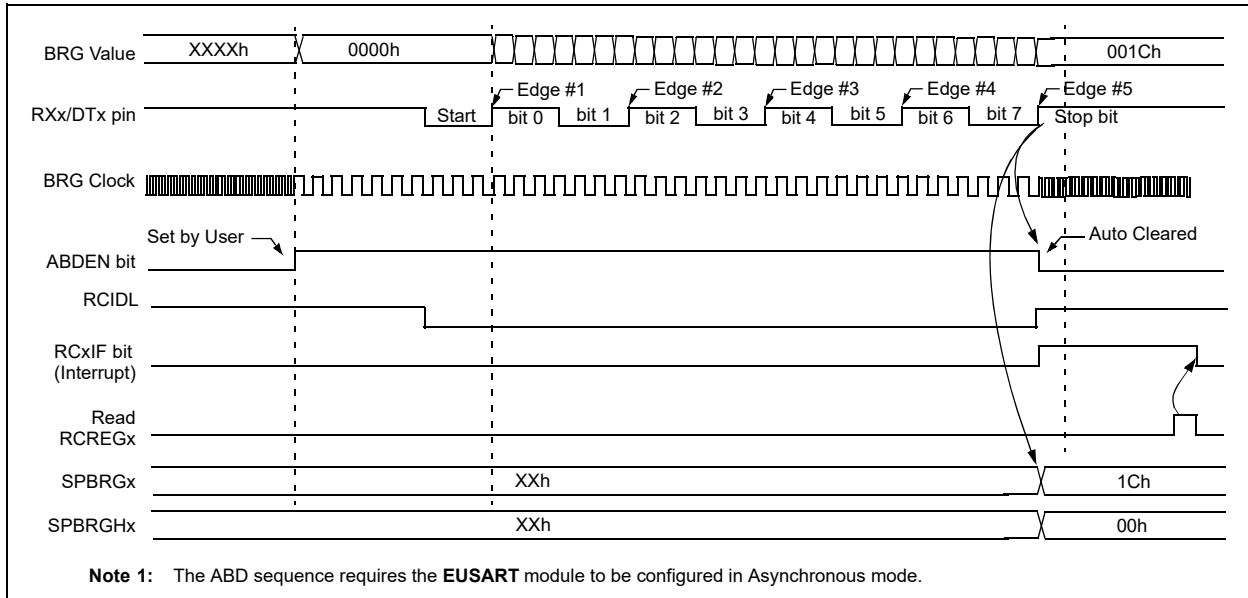 BRG Value XXXXh 0000h 001Ch
Edge #1 Edge #2 Edge #3 Edge #4 Edge #5
RXx/DTx pin Start bit 0 bit 1 bit 2 bit 3 bit 4 bit 5 bit 6 bit 7 Stop bit
BRG Clock
Set by User Auto Cleared
ABDEN bit
RCIDL
RCxIF bit
(Interrupt)
Read
RCREGx
SPBRGx XXh 1Ch
SPBRGHx XXh 00h
Note 1: The ABD sequence requires the EUSART module to be configured in Asynchronous mode.